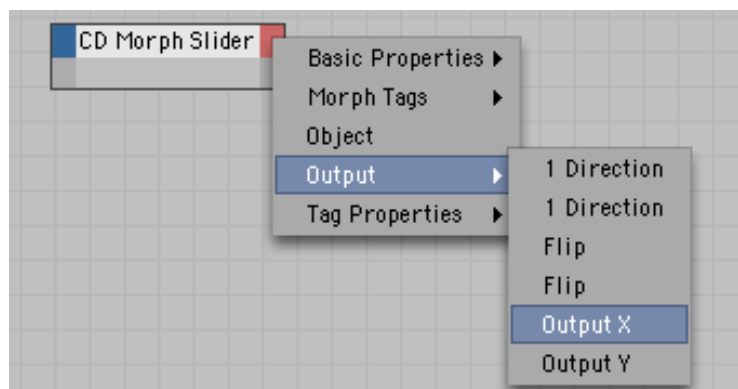 CD Morph Slider
Basic Properties
Morph Tags
Object
Output
Tag Properties
1 Direction
1 Direction
Flip
Flip
Output X
Output Y